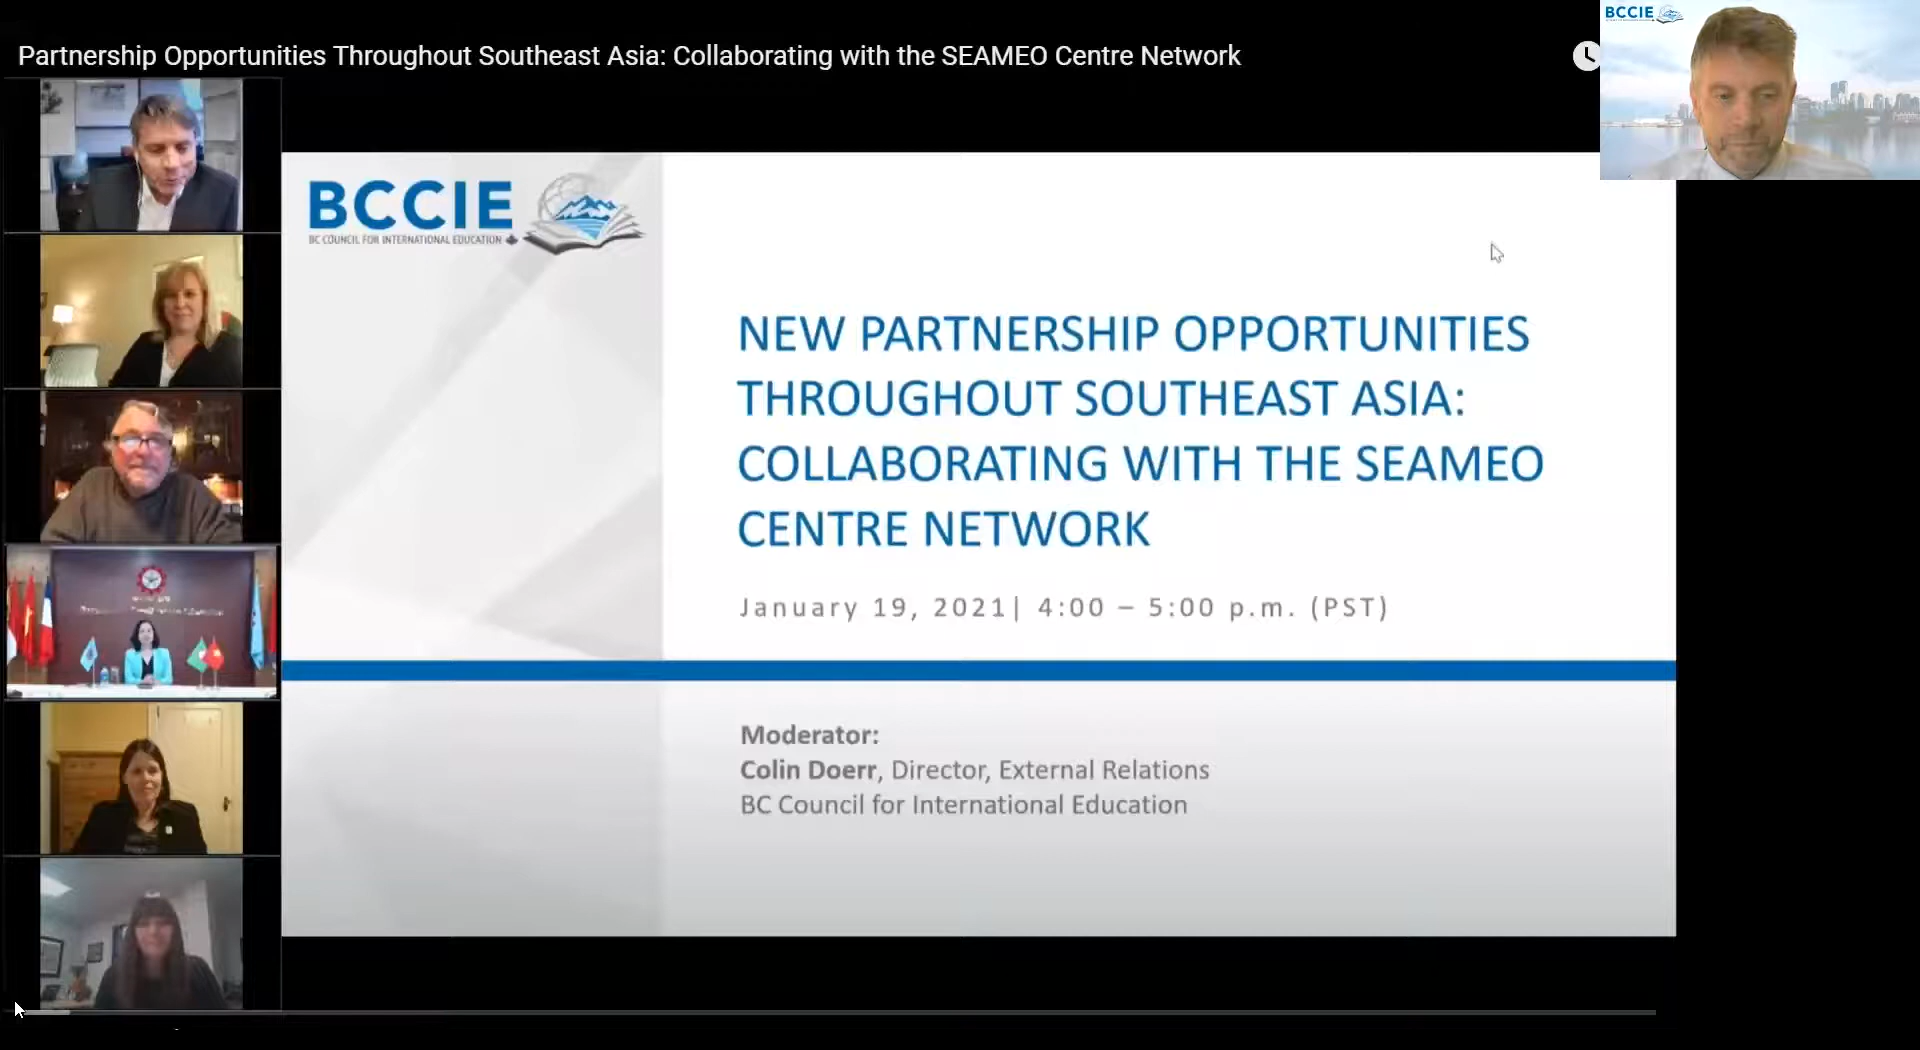 Partnership Opportunities Throughout Southeast Asia: Collaborating with the SEAMEO Centre Network
BCCIE
BCCIE
BC COUNCIL FOR INTERNATIONAL EDUCATION
NEW PARTNERSHIP OPPORTUNITIES
THROUGHOUT SOUTHEAST ASIA:
COLLABORATING WITH THE SEAMEO
CENTRE NETWORK
January 19, 2021| 4:00 – 5:00 p.m. (PST)
Moderator:
Colin Doerr, Director, External Relations
BC Council for International Education